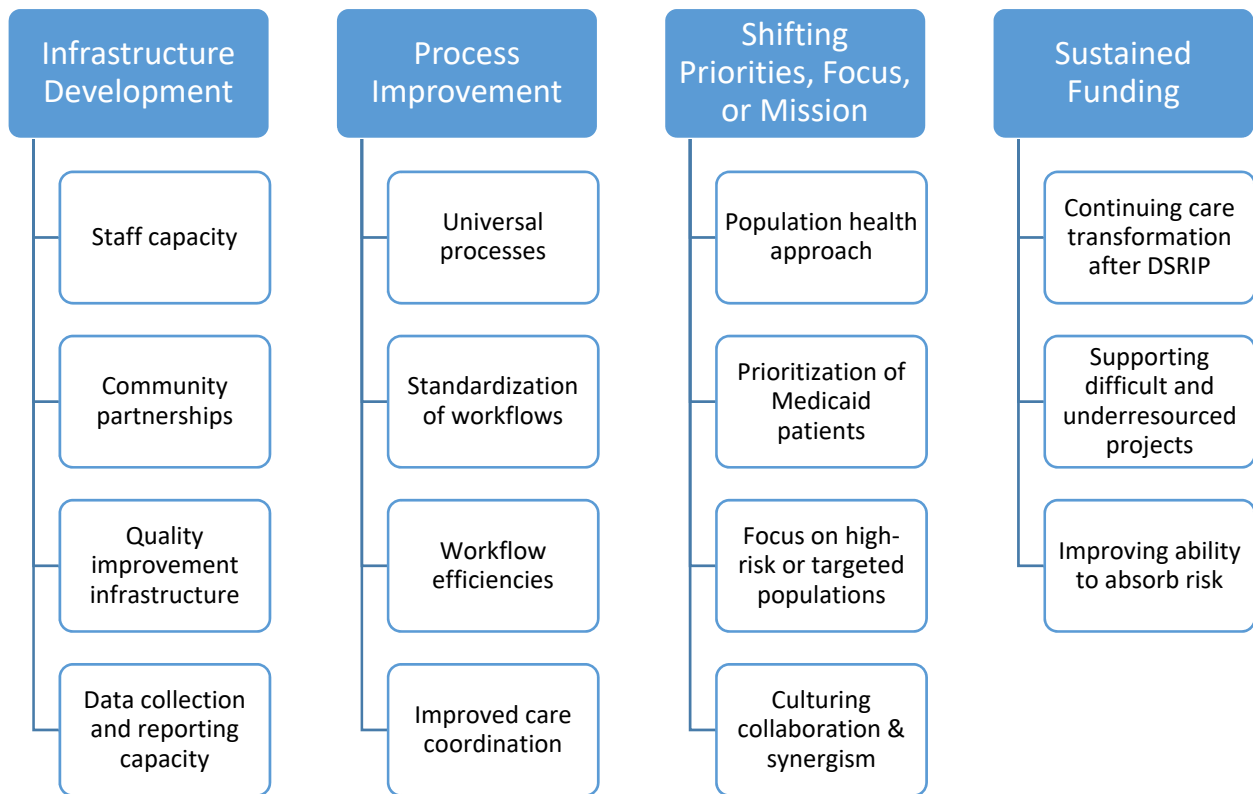 Infrastructure
Development
Staff capacity
Community
partnerships
Quality
improvement
infrastructure
Data collection
and reporting
capacity
Process
Improvement
Universal
processes
Standardization
of workflows
Workflow
efficiencies
Improved care
coordination
Shifting
Priorities, Focus,
or Mission
Population health
approach
Prioritization of
Medicaid
patients
Focus on high-
risk or targeted
populations
Culturing
collaboration &
synergism
Sustained
Funding
Continuing care
transformation
after DSRIP
Supporting
difficult and
underresourced
projects
Improving ability
to absorb risk